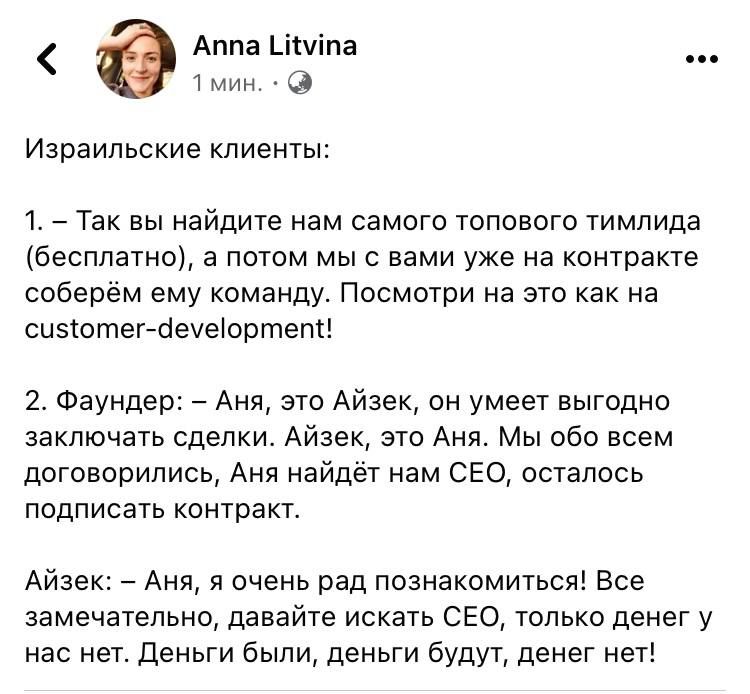 Anna Litvina
1 мин. ·
Израильские клиенты:
1. – Так вы найдите нам самого топового тимлида
(бесплатно), а потом мы с вами уже на контракте
соберём ему команду. Посмотри на это как на
customer-development!
2. Фаундер: – Аня, это Айзек, он умеет выгодно
заключать сделки. Айзек, это Аня. Мы обо всем
договорились, Аня найдёт нам CEO, осталось
подписать контракт.
Айзек: – Аня, я очень рад познакомиться! Все
замечательно, давайте искать CEO, только денег у
нас нет. Деньги были, деньги будут, денег нет!